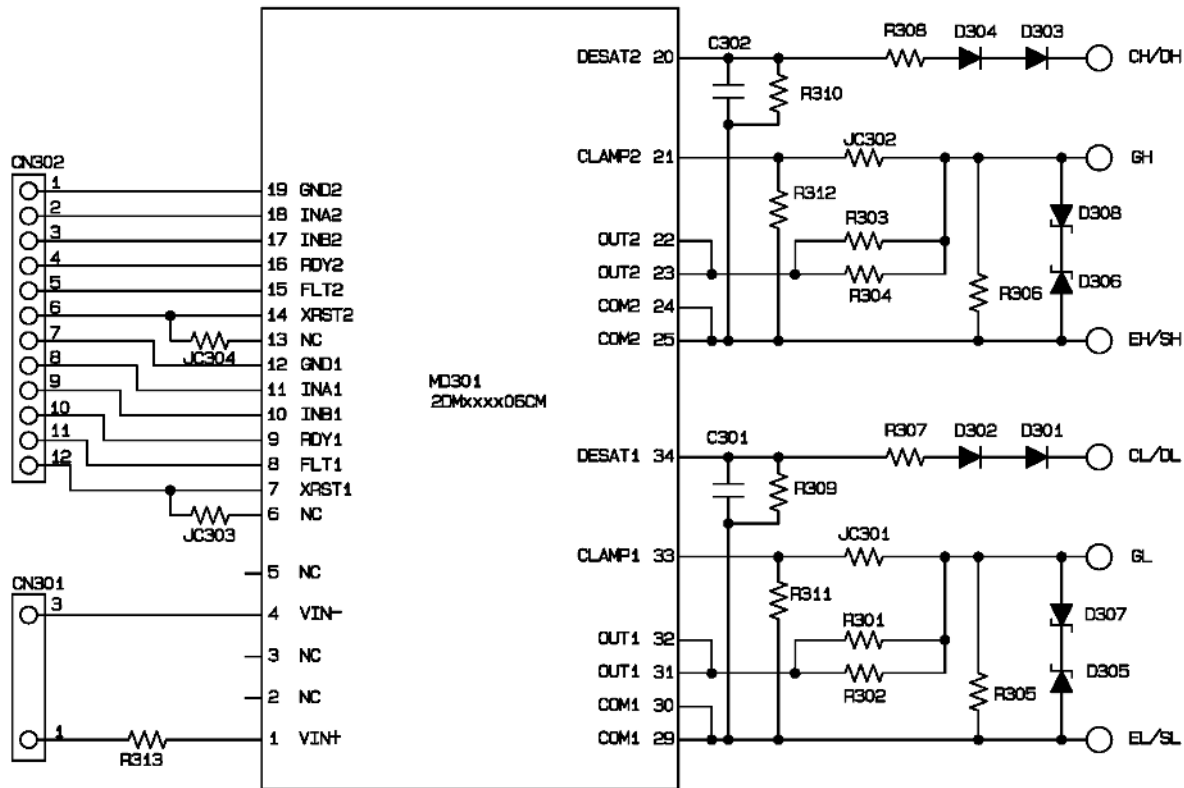 C302
R308
D304
D303
DESAT2 20
CH/DH
R310
CN302
CLAMP2 21
JC302
GH
1
19 GND2
2
18 INA2
R312
D308
3
17 INB2
OUT2 22
R303
4
16 RDY2
OUT2 23
R304
R306
D306
5
15 FLT2
6
14 XRST2
COM2 24
7
13 NC
JC304
COM2 25
EH/SH
8
12 GND1
9
11 INA1
MD301
2DMxxxx06CM
10
10 INB1
11
9 RDY1
12
8 FLT1
C301
R307
D302
D301
DESAT1 34
CL/DL
7 XRST1
R309
6 NC
JC303
JC301
CLAMP1 33
GL
5 NC
CN301
R311
3
4 VIN-
R301
D307
OUT1 32
3 NC
OUT1 31
R302
R305
D305
2 NC
COM1 30
1
R313
1 VIN+
COM1 29
EL/SL